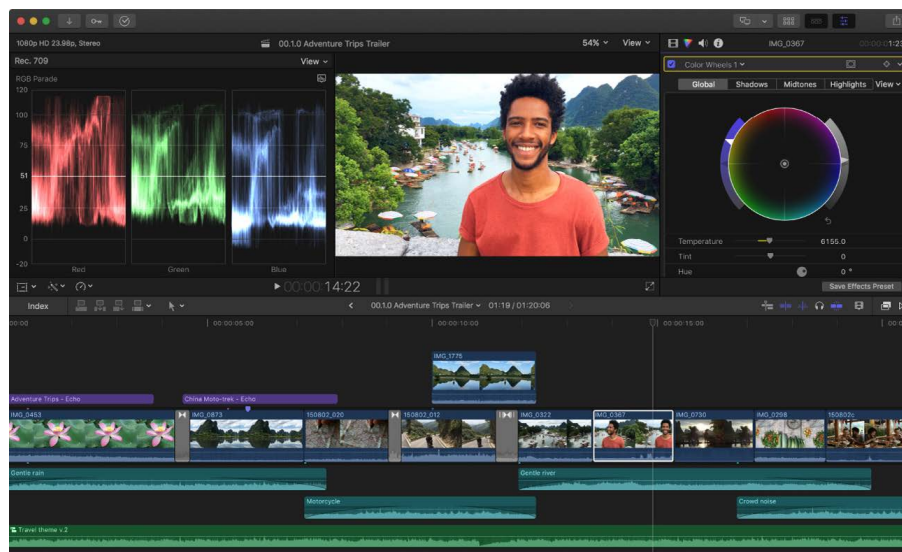 1080p HD 23.98p, Stereo
00.1.0 Adventure Trips Trailer
54%
View
IMG_0367
00:00:01:23
Rec. 709
View
Color Wheels 1
RGB Parade
Global
Shadows
Midtones
Highlights
View
120
100
75
51
25
0
-20
Red
Green
Blue
Temperature
6155.0
Tint
0
Hue
0 °
00:00:14:22
Save Effects Preset
Index
00.1.0 Adventure Trips Trailer
01:19 / 01:20:06
00:00
00:00:05:00
00:00:10:00
00:00:15:00
IMG_1775
Adventure Trips - Echo
China Moto-trek - Echo
IMG_0453
IMG_0873
150802_020
150802_012
IMG_0322
IMG_0367
IMG_0730
IMG_0298
150802c
Gentle rain
Gentle river
Motorcycle
Crowd noise
Travel theme v.2